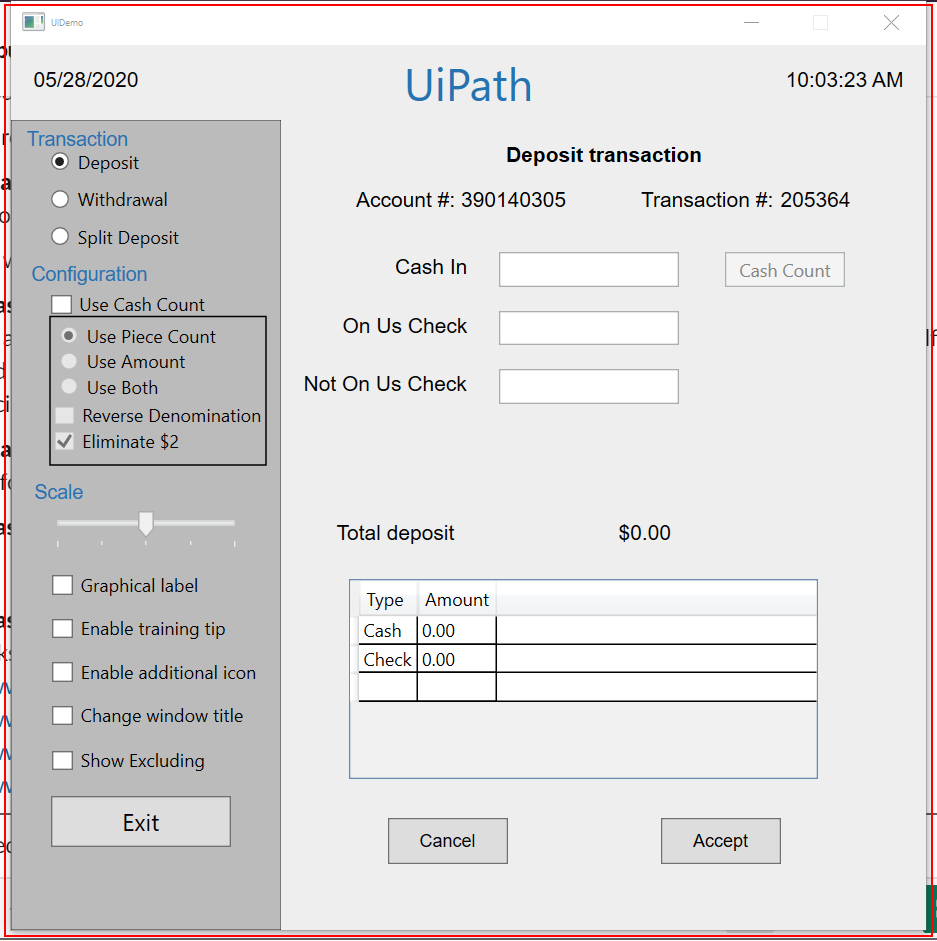 UIDemo
05/28/2020
UiPath
10:03:23 AM
Transaction
Deposit
Withdrawal
Split Deposit
Configuration
Use Cash Count
Use Piece Count
Use Amount
Use Both
Reverse Denomination
Eliminate $2
Scale
Graphical label
Enable training tip
Enable additional icon
Change window title
Show Excluding
Exit
Deposit transaction
Account #: 390140305 Transaction #: 205364
Cash In
Cash Count
On Us Check
Not On Us Check
Total deposit $0.00
Type Amount
Cash 0.00
Check 0.00
Cancel Accept